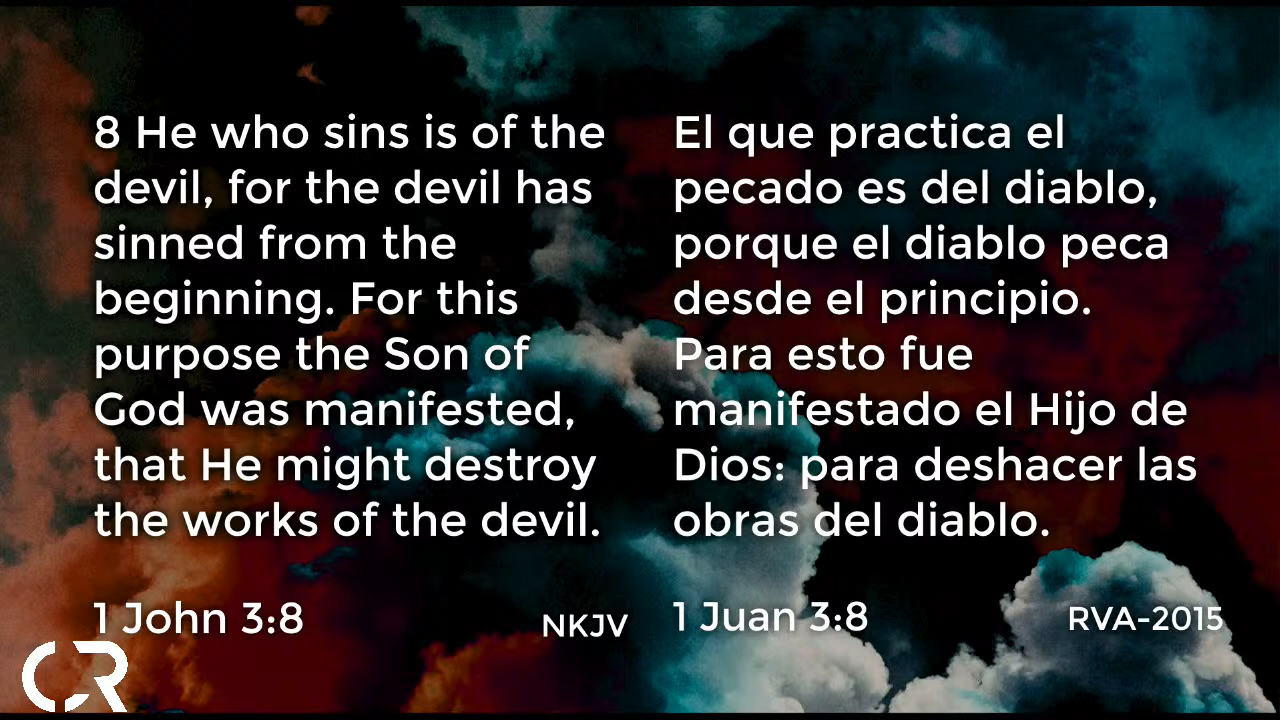 8 He who sins is of the
devil, for the devil has
sinned from the
beginning. For this
purpose the Son of
God was manifested,
that He might destroy
the works of the devil.
1 John 3:8
NKJV
El que practica el
pecado es del diablo,
porque el diablo peca
desde el principio.
Para esto fue
manifestado el Hijo de
Dios: para deshacer las
obras del diablo.
1 Juan 3:8
RVA-2015
CR